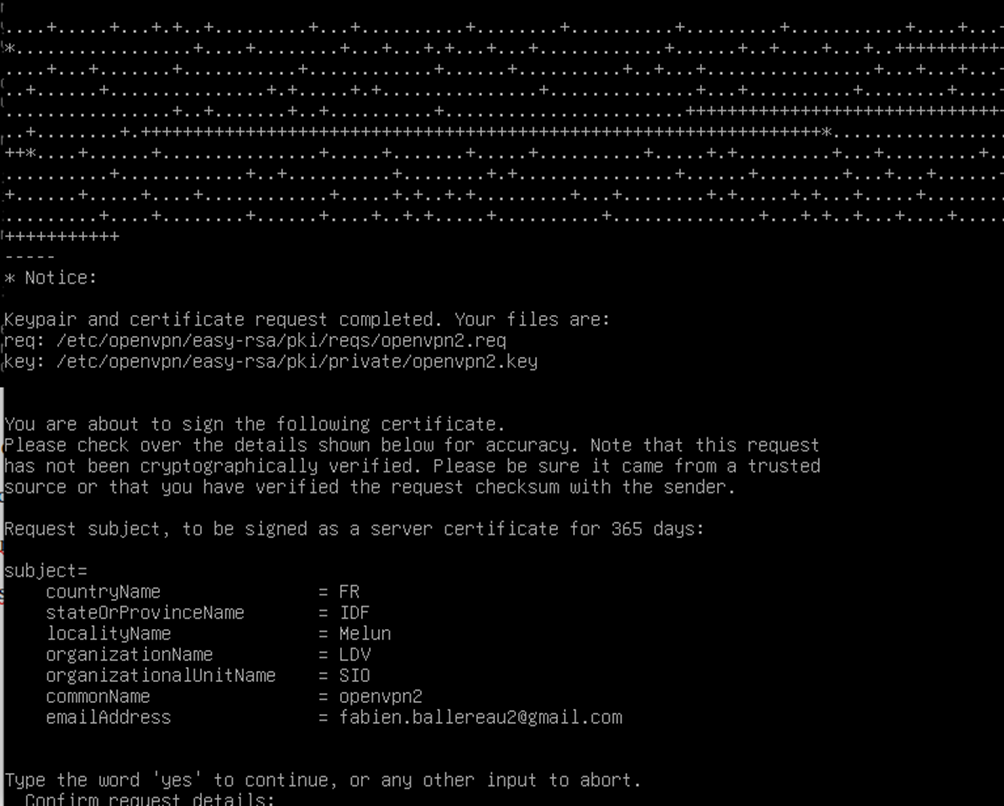 * Notice:
Keypair and certificate request completed. Your files are:
req: /etc/openvpn/easy-rsa/pki/reqs/openvpn2.req
key: /etc/openvpn/easy-rsa/pki/private/openvpn2.key
You are about to sign the following certificate.
Please check over the details shown below for accuracy. Note that this request
has not been cryptographically verified. Please be sure it came from a trusted
source or that you have verified the request checksum with the sender.
Request subject, to be signed as a server certificate for 365 days:
subject=
countryName = FR
stateOrProvinceName = IDF
localityName = Melun
organizationName = LDV
organizationalUnitName = SIO
commonName = openvpn2
emailAddress = fabien.ballereau2@gmail.com
Type the word 'yes' to continue, or any other input to abort.
Confirm request details: